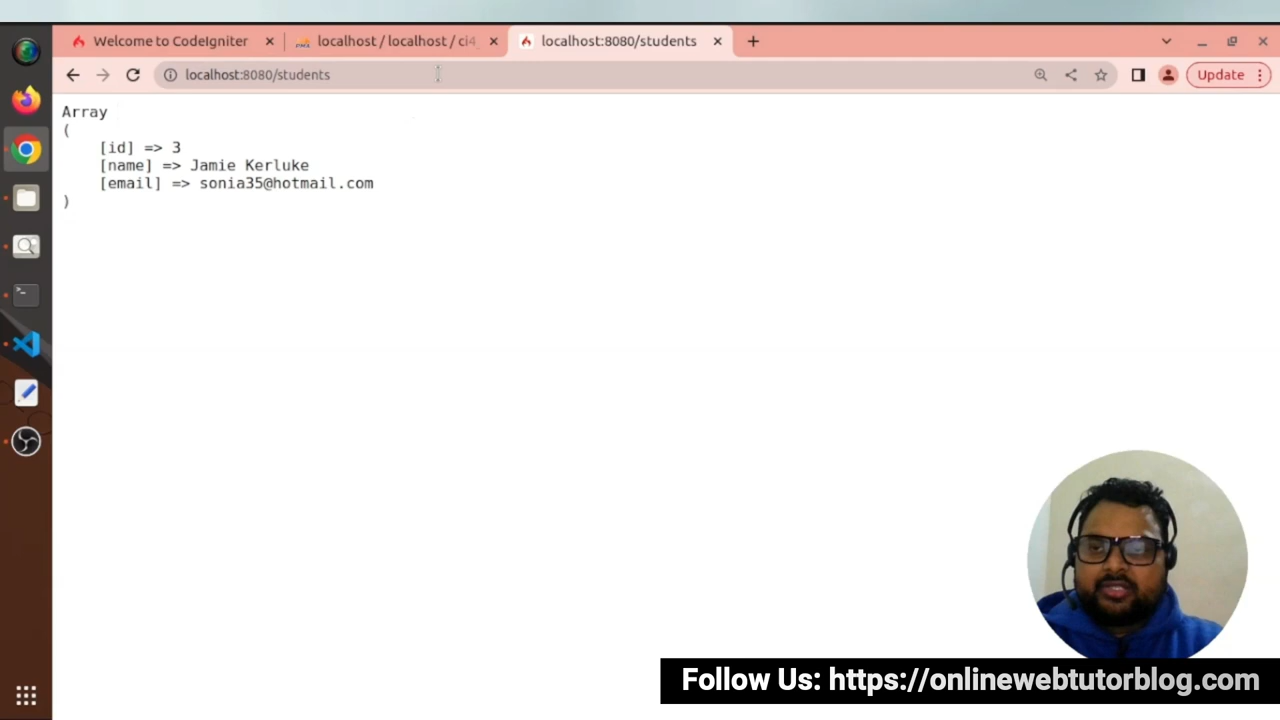 Welcome to CodeIgniter
localhost / localhost / ci4
localhost:8080/students
localhost:8080/students
Update
Array
(
[id] => 3
[name] => Jamie Kerluke
[email] => sonia35@hotmail.com
)
Follow Us: https://onlinewebtutorblog.com